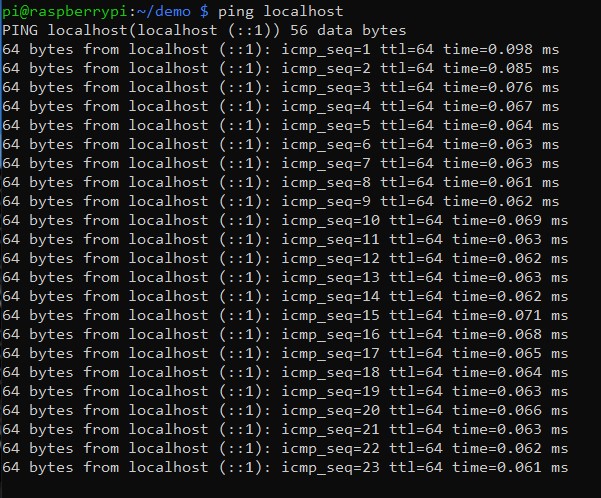 pi@raspberrypi:~/demo $ ping localhost
PING localhost(localhost (::1)) 56 data bytes
64 bytes from localhost (::1): icmp_seq=1 ttl=64 time=0.098 ms
64 bytes from localhost (::1): icmp_seq=2 ttl=64 time=0.085 ms
64 bytes from localhost (::1): icmp_seq=3 ttl=64 time=0.076 ms
64 bytes from localhost (::1): icmp_seq=4 ttl=64 time=0.067 ms
64 bytes from localhost (::1): icmp_seq=5 ttl=64 time=0.064 ms
64 bytes from localhost (::1): icmp_seq=6 ttl=64 time=0.063 ms
64 bytes from localhost (::1): icmp_seq=7 ttl=64 time=0.063 ms
64 bytes from localhost (::1): icmp_seq=8 ttl=64 time=0.061 ms
64 bytes from localhost (::1): icmp_seq=9 ttl=64 time=0.062 ms
64 bytes from localhost (::1): icmp_seq=10 ttl=64 time=0.069 ms
64 bytes from localhost (::1): icmp_seq=11 ttl=64 time=0.063 ms
64 bytes from localhost (::1): icmp_seq=12 ttl=64 time=0.062 ms
64 bytes from localhost (::1): icmp_seq=13 ttl=64 time=0.063 ms
64 bytes from localhost (::1): icmp_seq=14 ttl=64 time=0.062 ms
64 bytes from localhost (::1): icmp_seq=15 ttl=64 time=0.071 ms
64 bytes from localhost (::1): icmp_seq=16 ttl=64 time=0.068 ms
64 bytes from localhost (::1): icmp_seq=17 ttl=64 time=0.065 ms
64 bytes from localhost (::1): icmp_seq=18 ttl=64 time=0.064 ms
64 bytes from localhost (::1): icmp_seq=19 ttl=64 time=0.063 ms
64 bytes from localhost (::1): icmp_seq=20 ttl=64 time=0.066 ms
64 bytes from localhost (::1): icmp_seq=21 ttl=64 time=0.063 ms
64 bytes from localhost (::1): icmp_seq=22 ttl=64 time=0.062 ms
64 bytes from localhost (::1): icmp_seq=23 ttl=64 time=0.061 ms